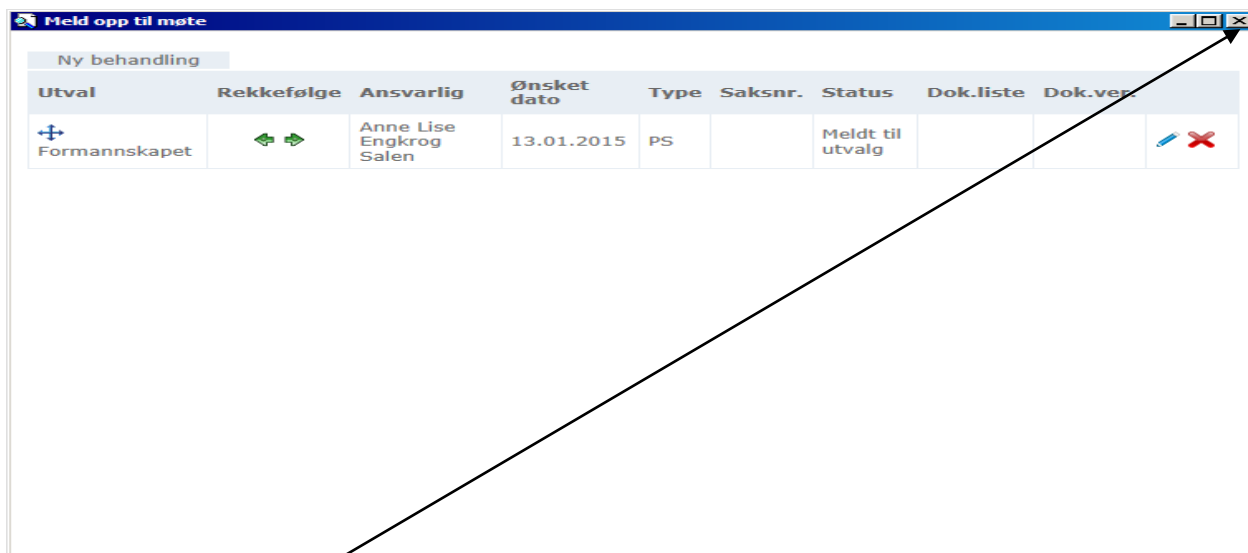 Meld opp til møte
Ny behandling
Utval Rekkefølge Ansvarlig Ønsket dato Type Saksnr. Status Dok.liste Dok.ver.
Formannskapet Anne Lise Engkrog Salen 13.01.2015 PS Meldt til utvalg